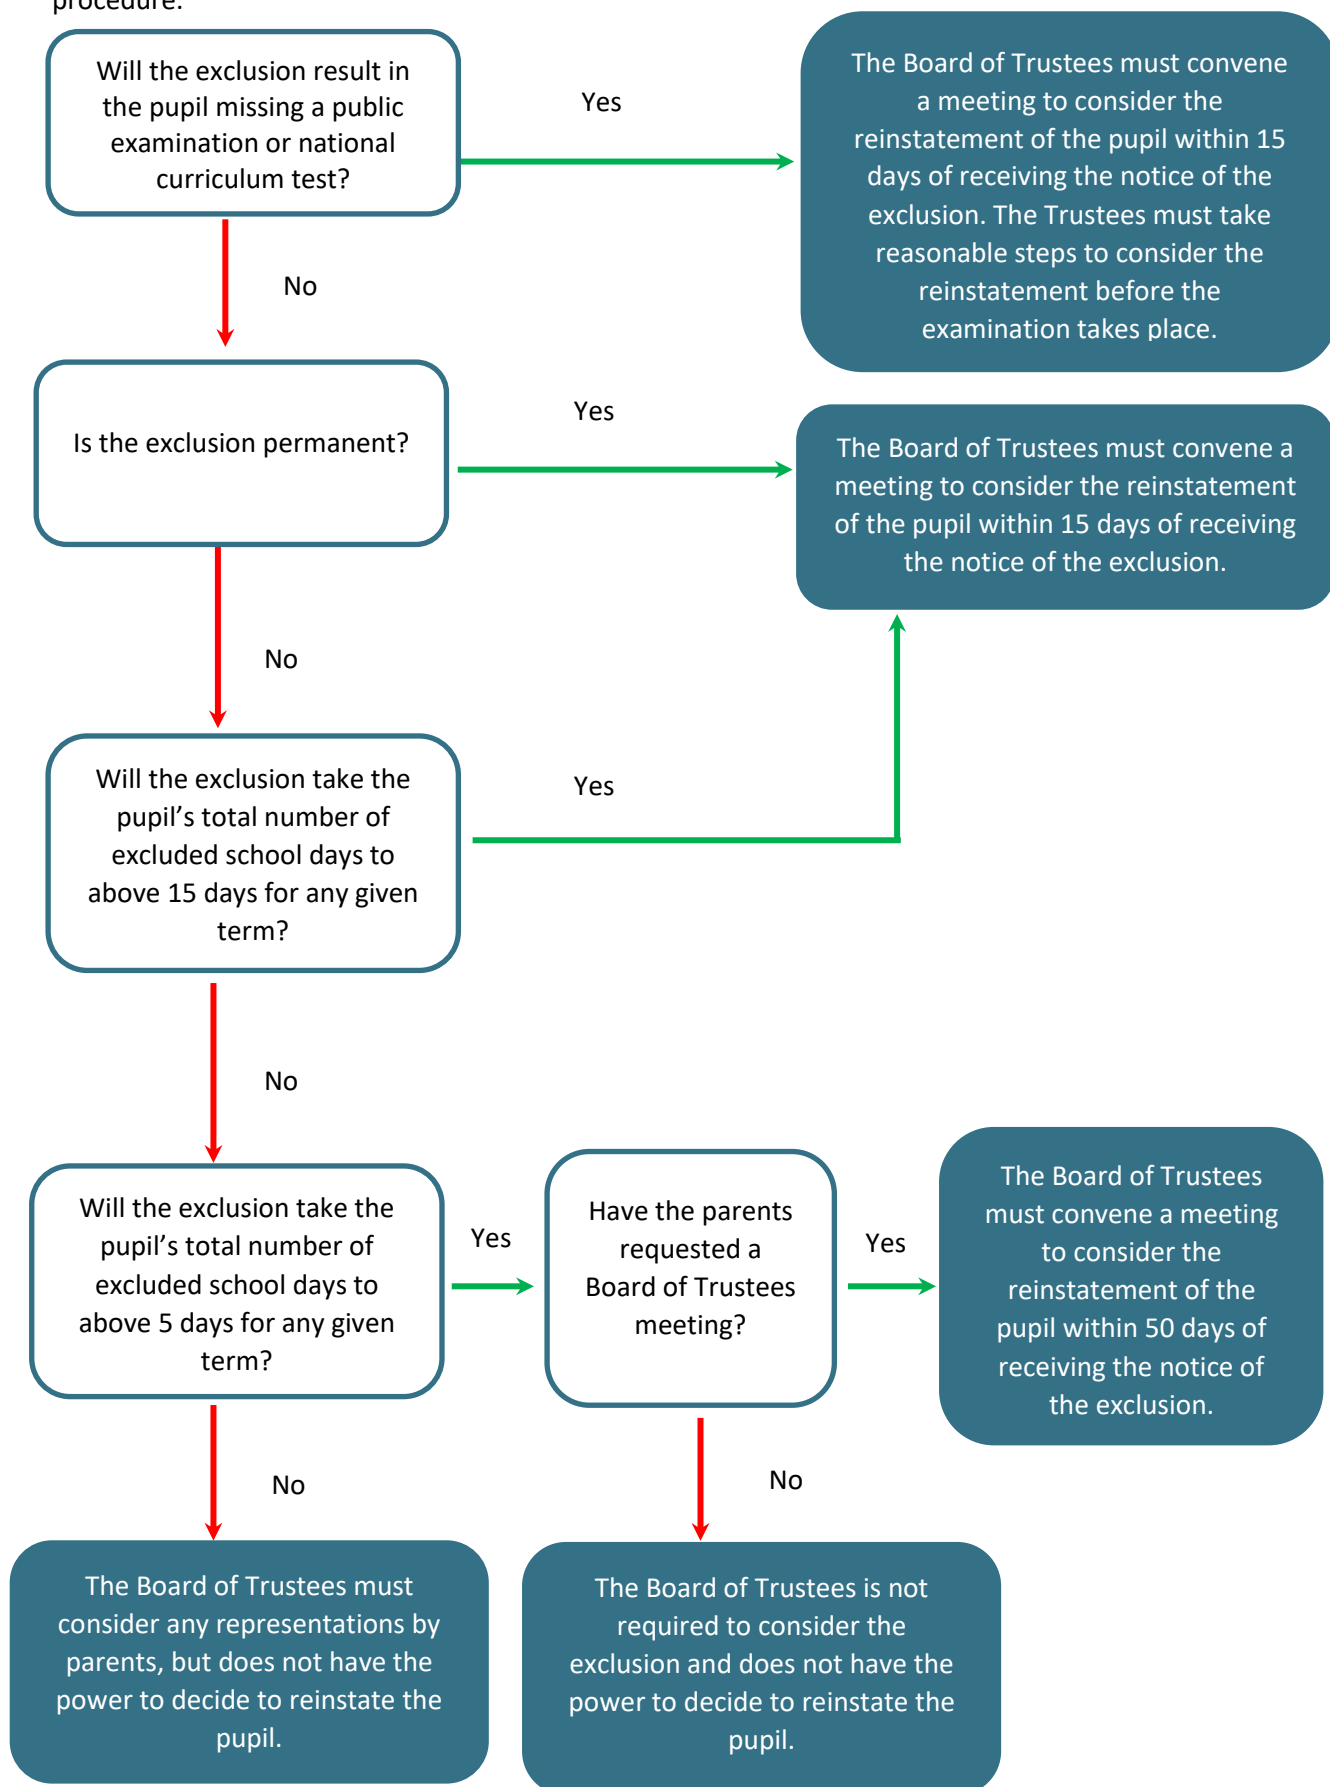 procedure.
Will the exclusion result in
the pupil missing a public
examination or national
curriculum test?
Yes
The Board of Trustees must convene
a meeting to consider the
reinstatement of the pupil within 15
days of receiving the notice of the
exclusion. The Trustees must take
reasonable steps to consider the
reinstatement before the
examination takes place.
No
Is the exclusion permanent?
Yes
The Board of Trustees must convene a
meeting to consider the reinstatement
of the pupil within 15 days of receiving
the notice of the exclusion.
No
Will the exclusion take the
pupil’s total number of
excluded school days to
above 15 days for any given
term?
Yes
No
Will the exclusion take the
pupil’s total number of
excluded school days to
above 5 days for any given
term?
Yes
Have the parents
requested a
Board of Trustees
meeting?
Yes
The Board of Trustees
must convene a meeting
to consider the
reinstatement of the
pupil within 50 days of
receiving the notice of
the exclusion.
No
No
The Board of Trustees must
consider any representations by
parents, but does not have the
power to decide to reinstate the
pupil.
The Board of Trustees is not
required to consider the
exclusion and does not have the
power to decide to reinstate the
pupil.